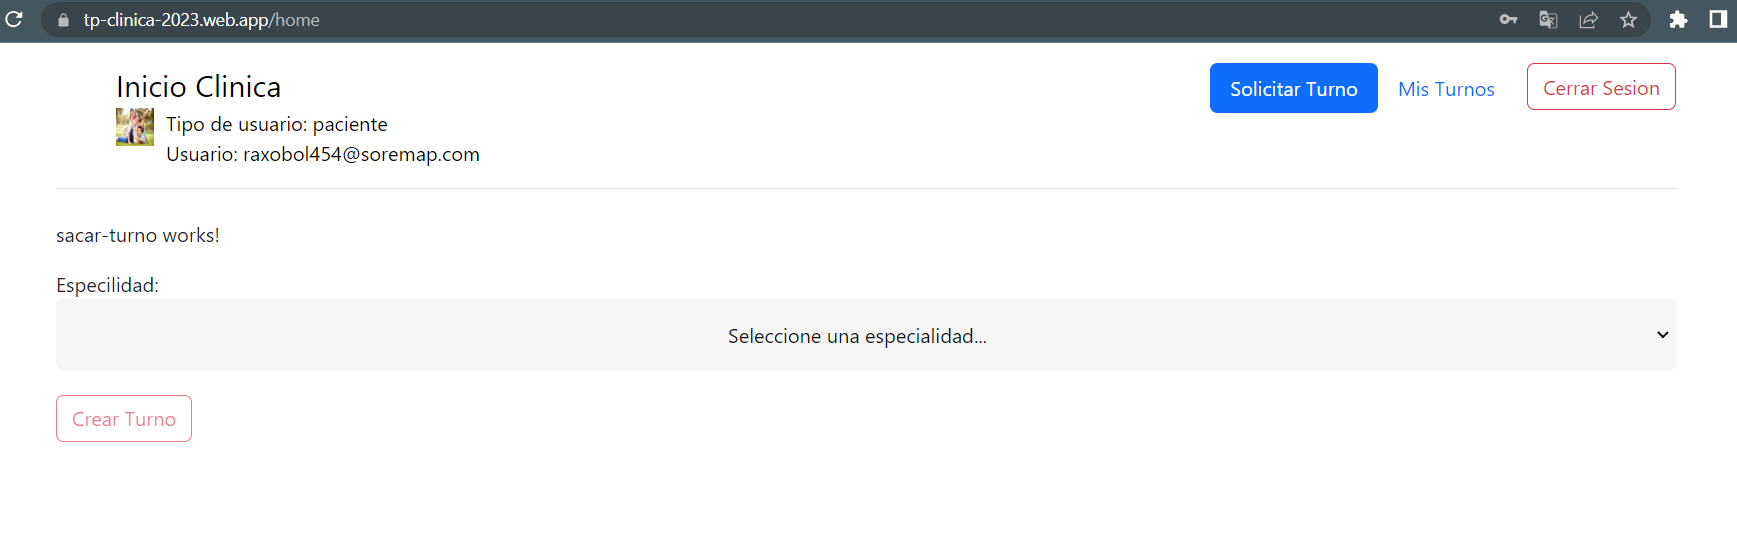 tp-clinica-2023.web.app/home
Inicio Clinica
Solicitar Turno
Mis Turnos
Cerrar Sesion
Tipo de usuario: paciente
Usuario: raxobol454@soremap.com
sacar-turno works!
Especilidad:
Seleccione una especialidad...
Crear Turno